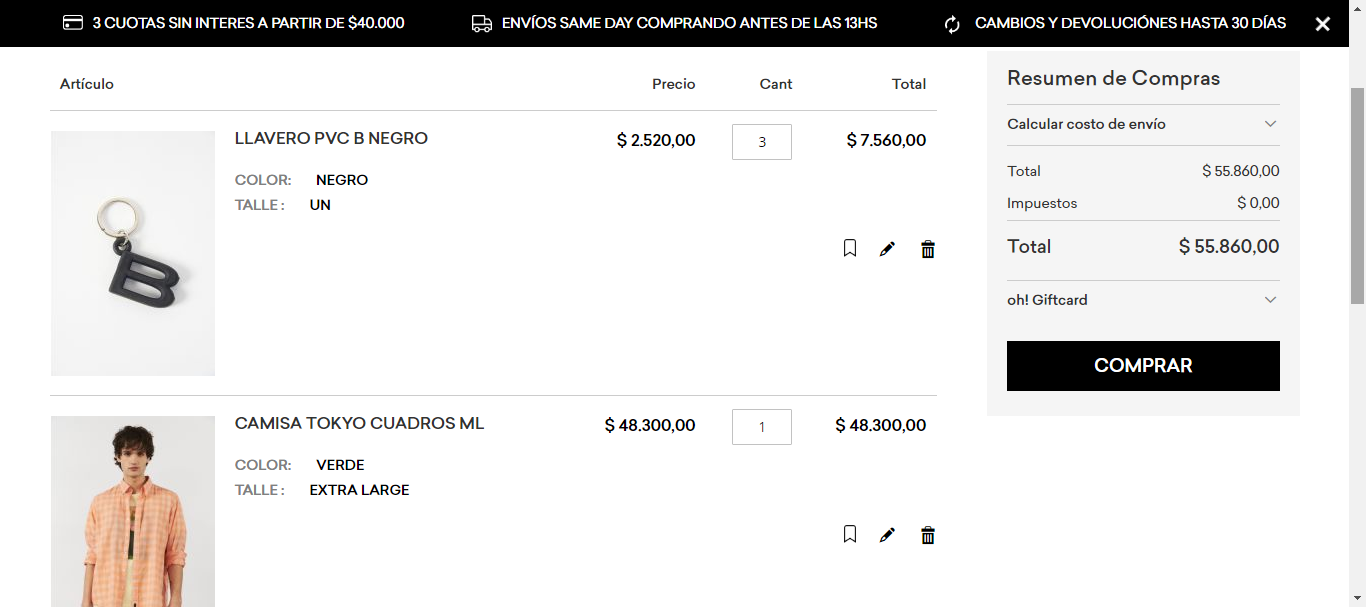 3 CUOTAS SIN INTERES A PARTIR DE $40.000
ENVÍOS SAME DAY COMPRANDO ANTES DE LAS 13HS
CAMBIOS Y DEVOLUCIÓNES HASTA 30 DÍAS
Artículo Precio Cant Total
LLAVERO PVC B NEGRO $ 2.520,00 3 $ 7.560,00
COLOR: NEGRO
TALLE : UN
CAMISA TOKYO CUADROS ML $ 48.300,00 1 $ 48.300,00
COLOR: VERDE
TALLE : EXTRA LARGE
Resumen de Compras
Calcular costo de envío
Total $ 55.860,00
Impuestos $ 0,00
Total $ 55.860,00
oh! Giftcard
COMPRAR